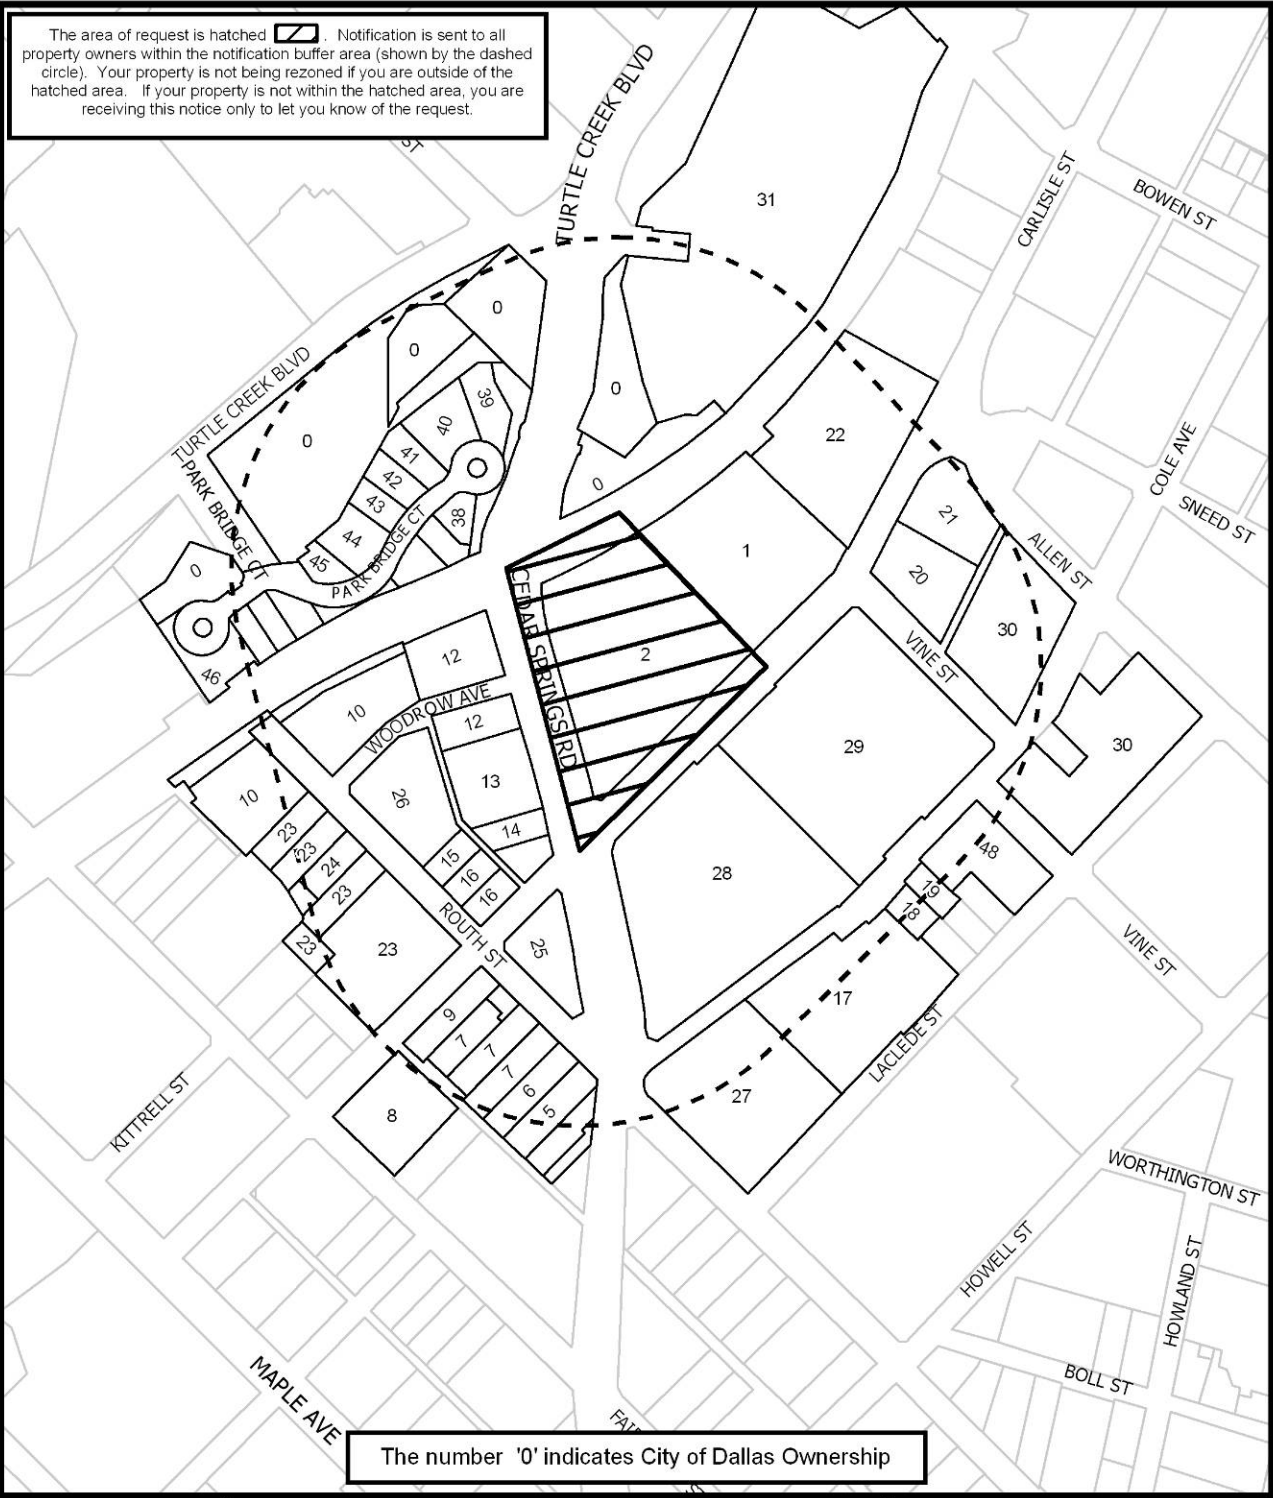 The area of request is hatched . Notification is sent to all
property owners within the notification buffer area (shown by the dashed
circle). Your property is not being rezoned if you are outside of the
hatched area. If your property is not within the hatched area, you are
receiving this notice only to let you know of the request.
ST
TURTLE CREEK BLVD
31
CARLISLE ST
BOWEN ST
0
0
0
TURTLE CREEK BLVD
39
40
41
42
43
44
45
38
0
0
22
COLE AVE
SNEED ST
PARK BRIDGE CT
PARK BRIDGE CT
0
46
1
21
20
ALLEN ST
30
VINE ST
CEDAR SPRINGS RD
2
12
WOODROW AVE
10
12
13
14
26
15
16
16
29
30
10
23
23
24
23
23
23
ROUTH ST
25
28
48
19
18
VINE ST
17
LACLEDE ST
27
9
7
7
7
6
5
8
KITTRELL ST
WORTHINGTON ST
HOWELL ST
HOWLAND ST
BOLL ST
MAPLE AVE
The number '0' indicates City of Dallas Ownership